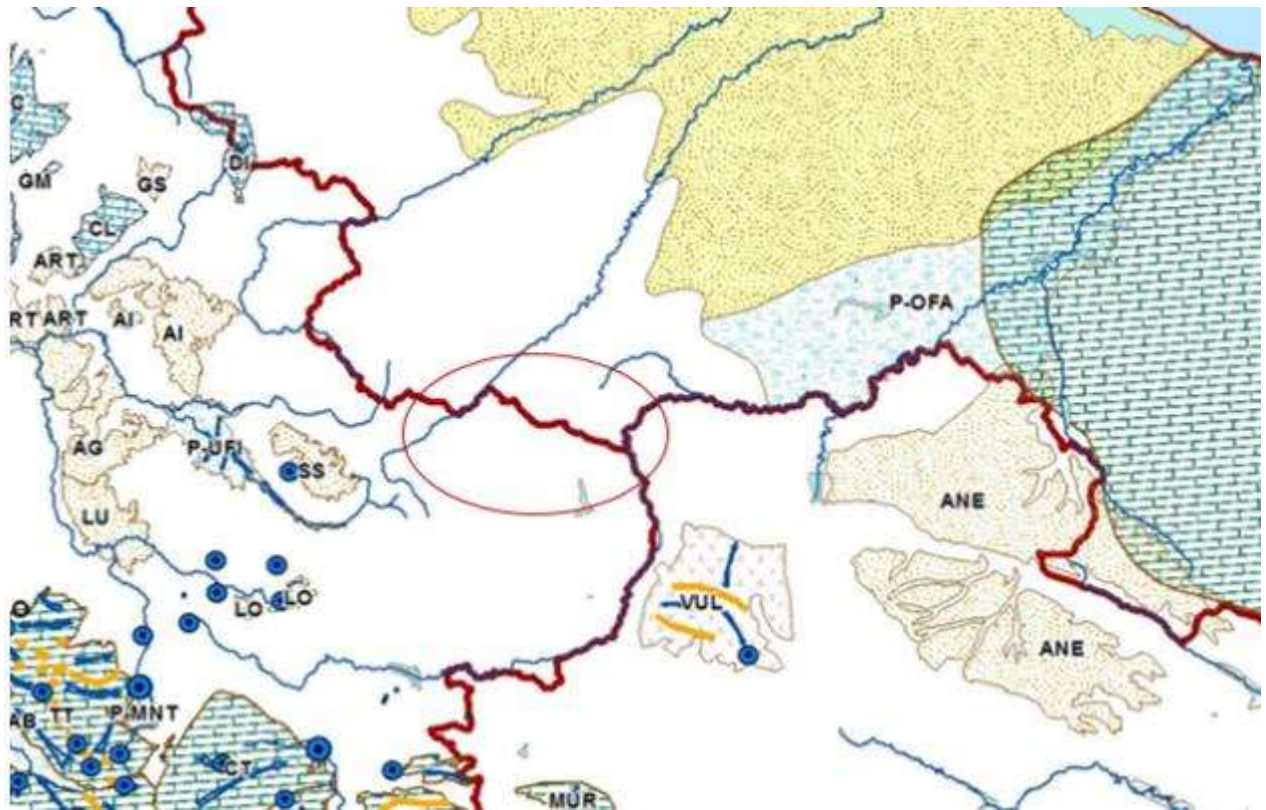 C
DI
GM
GS
CL
ART
RT
ART
AI
AI
P-OFA
AG
P-UFI
SS
LU
ANE
LO
LO
VUL
O
ANE
AB
TT
P-MNT
CT
MUR